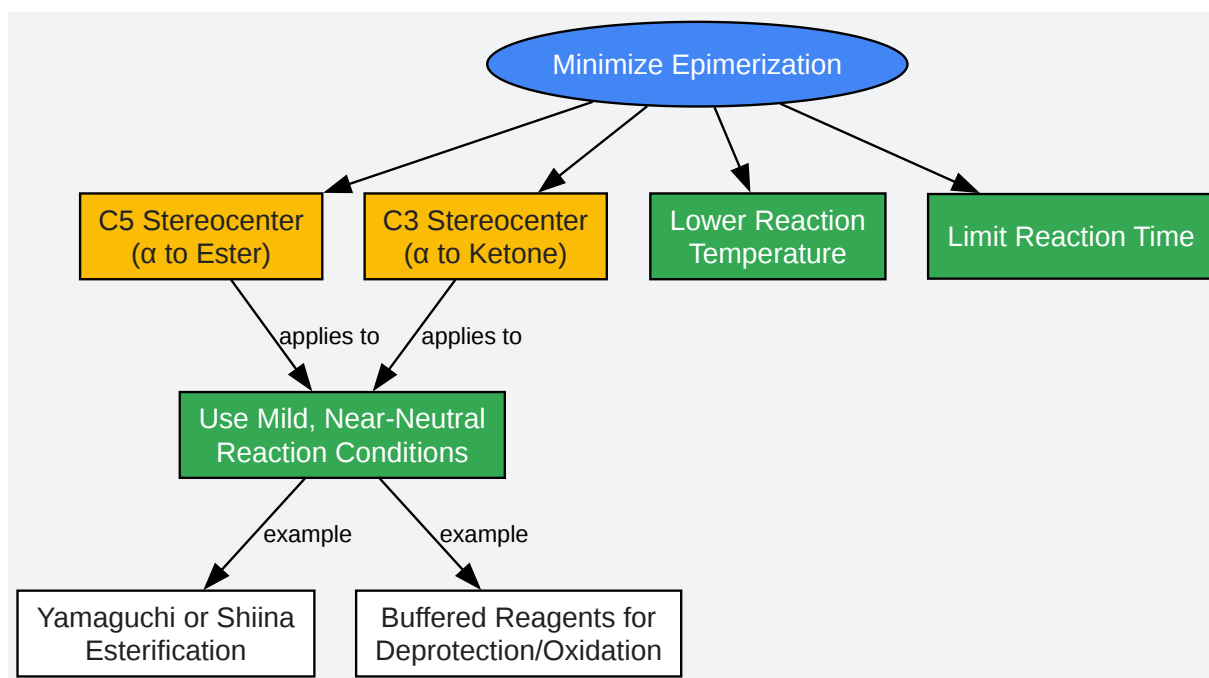 Minimize Epimerization
C5 Stereocenter
(α to Ester)
C3 Stereocenter
(α to Ketone)
Lower Reaction
Temperature
Limit Reaction Time
applies to
applies to
Use Mild, Near-Neutral
Reaction Conditions
example
example
Yamaguchi or Shiina
Esterification
Buffered Reagents for
Deprotection/Oxidation